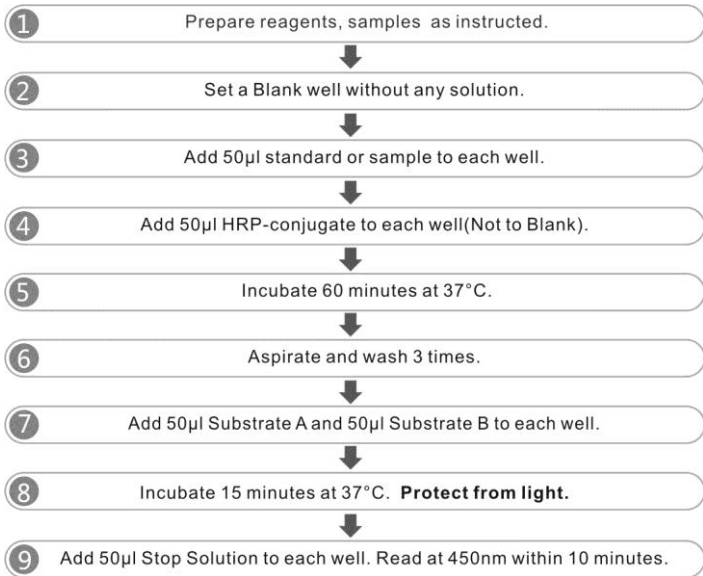 1 Prepare reagents, samples as instructed.
2 Set a Blank well without any solution.
3 Add 50μl standard or sample to each well.
4 Add 50μl HRP-conjugate to each well(Not to Blank).
5 Incubate 60 minutes at 37°C.
6 Aspirate and wash 3 times.
7 Add 50μl Substrate A and 50μl Substrate B to each well.
8 Incubate 15 minutes at 37°C. Protect from light.
9 Add 50μl Stop Solution to each well. Read at 450nm within 10 minutes.